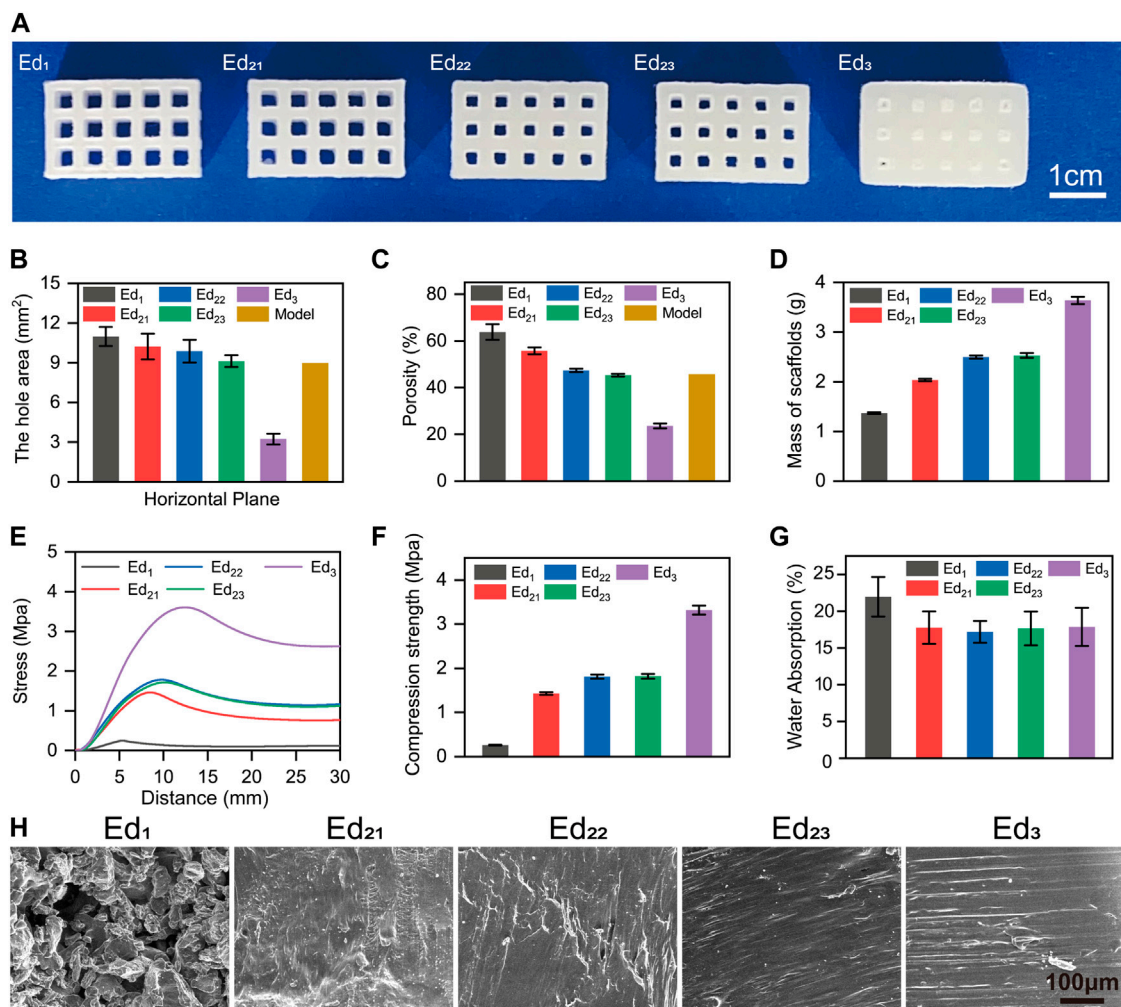 A
Ed₁ Ed₂₁ Ed₂₂ Ed₂₃ Ed₃
1cm
B
The hole area (mm²)
15
12
9
6
3
0
Ed₁ Ed₂₂ Ed₃
Ed₂₁ Ed₂₃ Model
Horizontal Plane
C
Porosity (%)
80
60
40
20
0
Ed₁ Ed₂₂ Ed₃
Ed₂₁ Ed₂₃ Model
D
Mass of scaffolds (g)
4
3
2
1
0
Ed₁ Ed₂₂ Ed₃
Ed₂₁ Ed₂₃
E
Stress (Mpa)
5
4
3
2
1
0
Ed₁ Ed₂₂ Ed₃
Ed₂₁ Ed₂₃
0 5 10 15 20 25 30
Distance (mm)
F
Compression strength (Mpa)
4
3
2
1
0
Ed₁ Ed₂₂ Ed₃
Ed₂₁ Ed₂₃
G
Water Absorption (%)
25
20
15
10
5
0
Ed₁ Ed₂₂ Ed₃
Ed₂₁ Ed₂₃
H
Ed₁ Ed₂₁ Ed₂₂ Ed₂₃ Ed₃
100μm